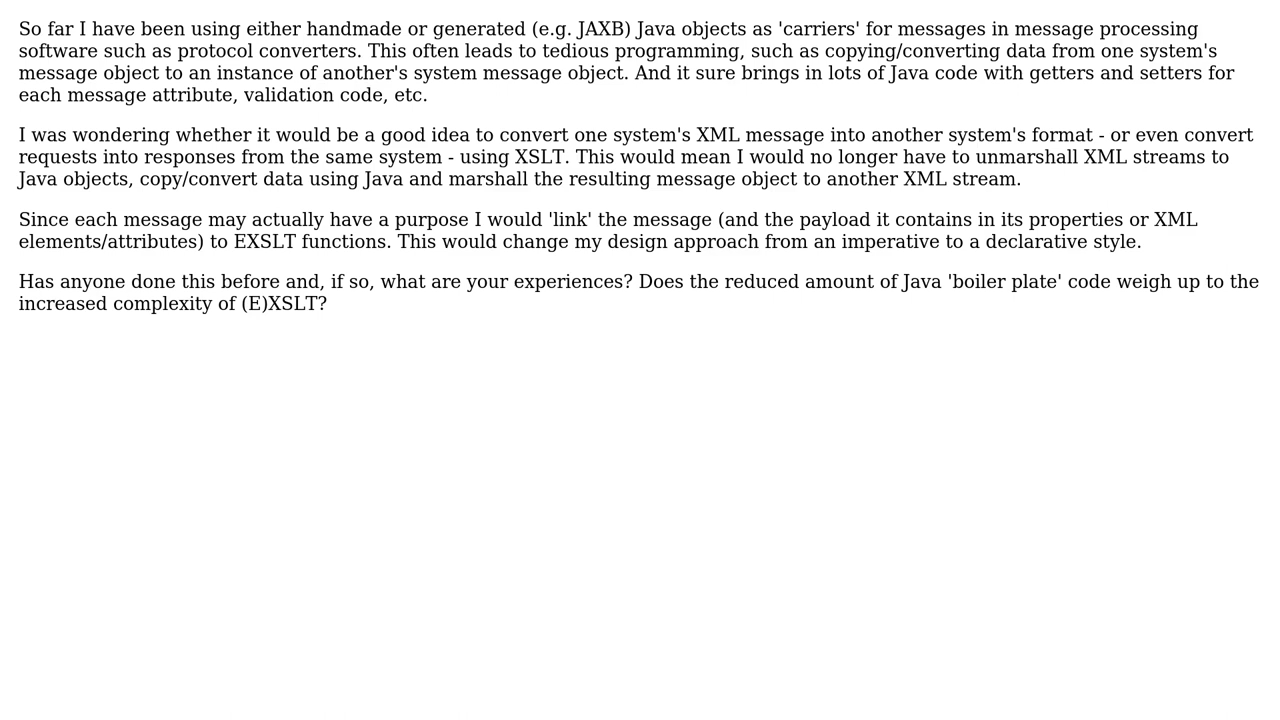 So far I have been using either handmade or generated (e.g. JAXB) Java objects as 'carriers' for messages in message processing
software such as protocol converters. This often leads to tedious programming, such as copying/converting data from one system's
message object to an instance of another's system message object. And it sure brings in lots of Java code with getters and setters for
each message attribute, validation code, etc.
I was wondering whether it would be a good idea to convert one system's XML message into another system's format - or even convert
requests into responses from the same system - using XSLT. This would mean I would no longer have to unmarshall XML streams to
Java objects, copy/convert data using Java and marshall the resulting message object to another XML stream.
Since each message may actually have a purpose I would 'link' the message (and the payload it contains in its properties or XML
elements/attributes) to EXSLT functions. This would change my design approach from an imperative to a declarative style.
Has anyone done this before and, if so, what are your experiences? Does the reduced amount of Java 'boiler plate' code weigh up to the
increased complexity of (E)XSLT?